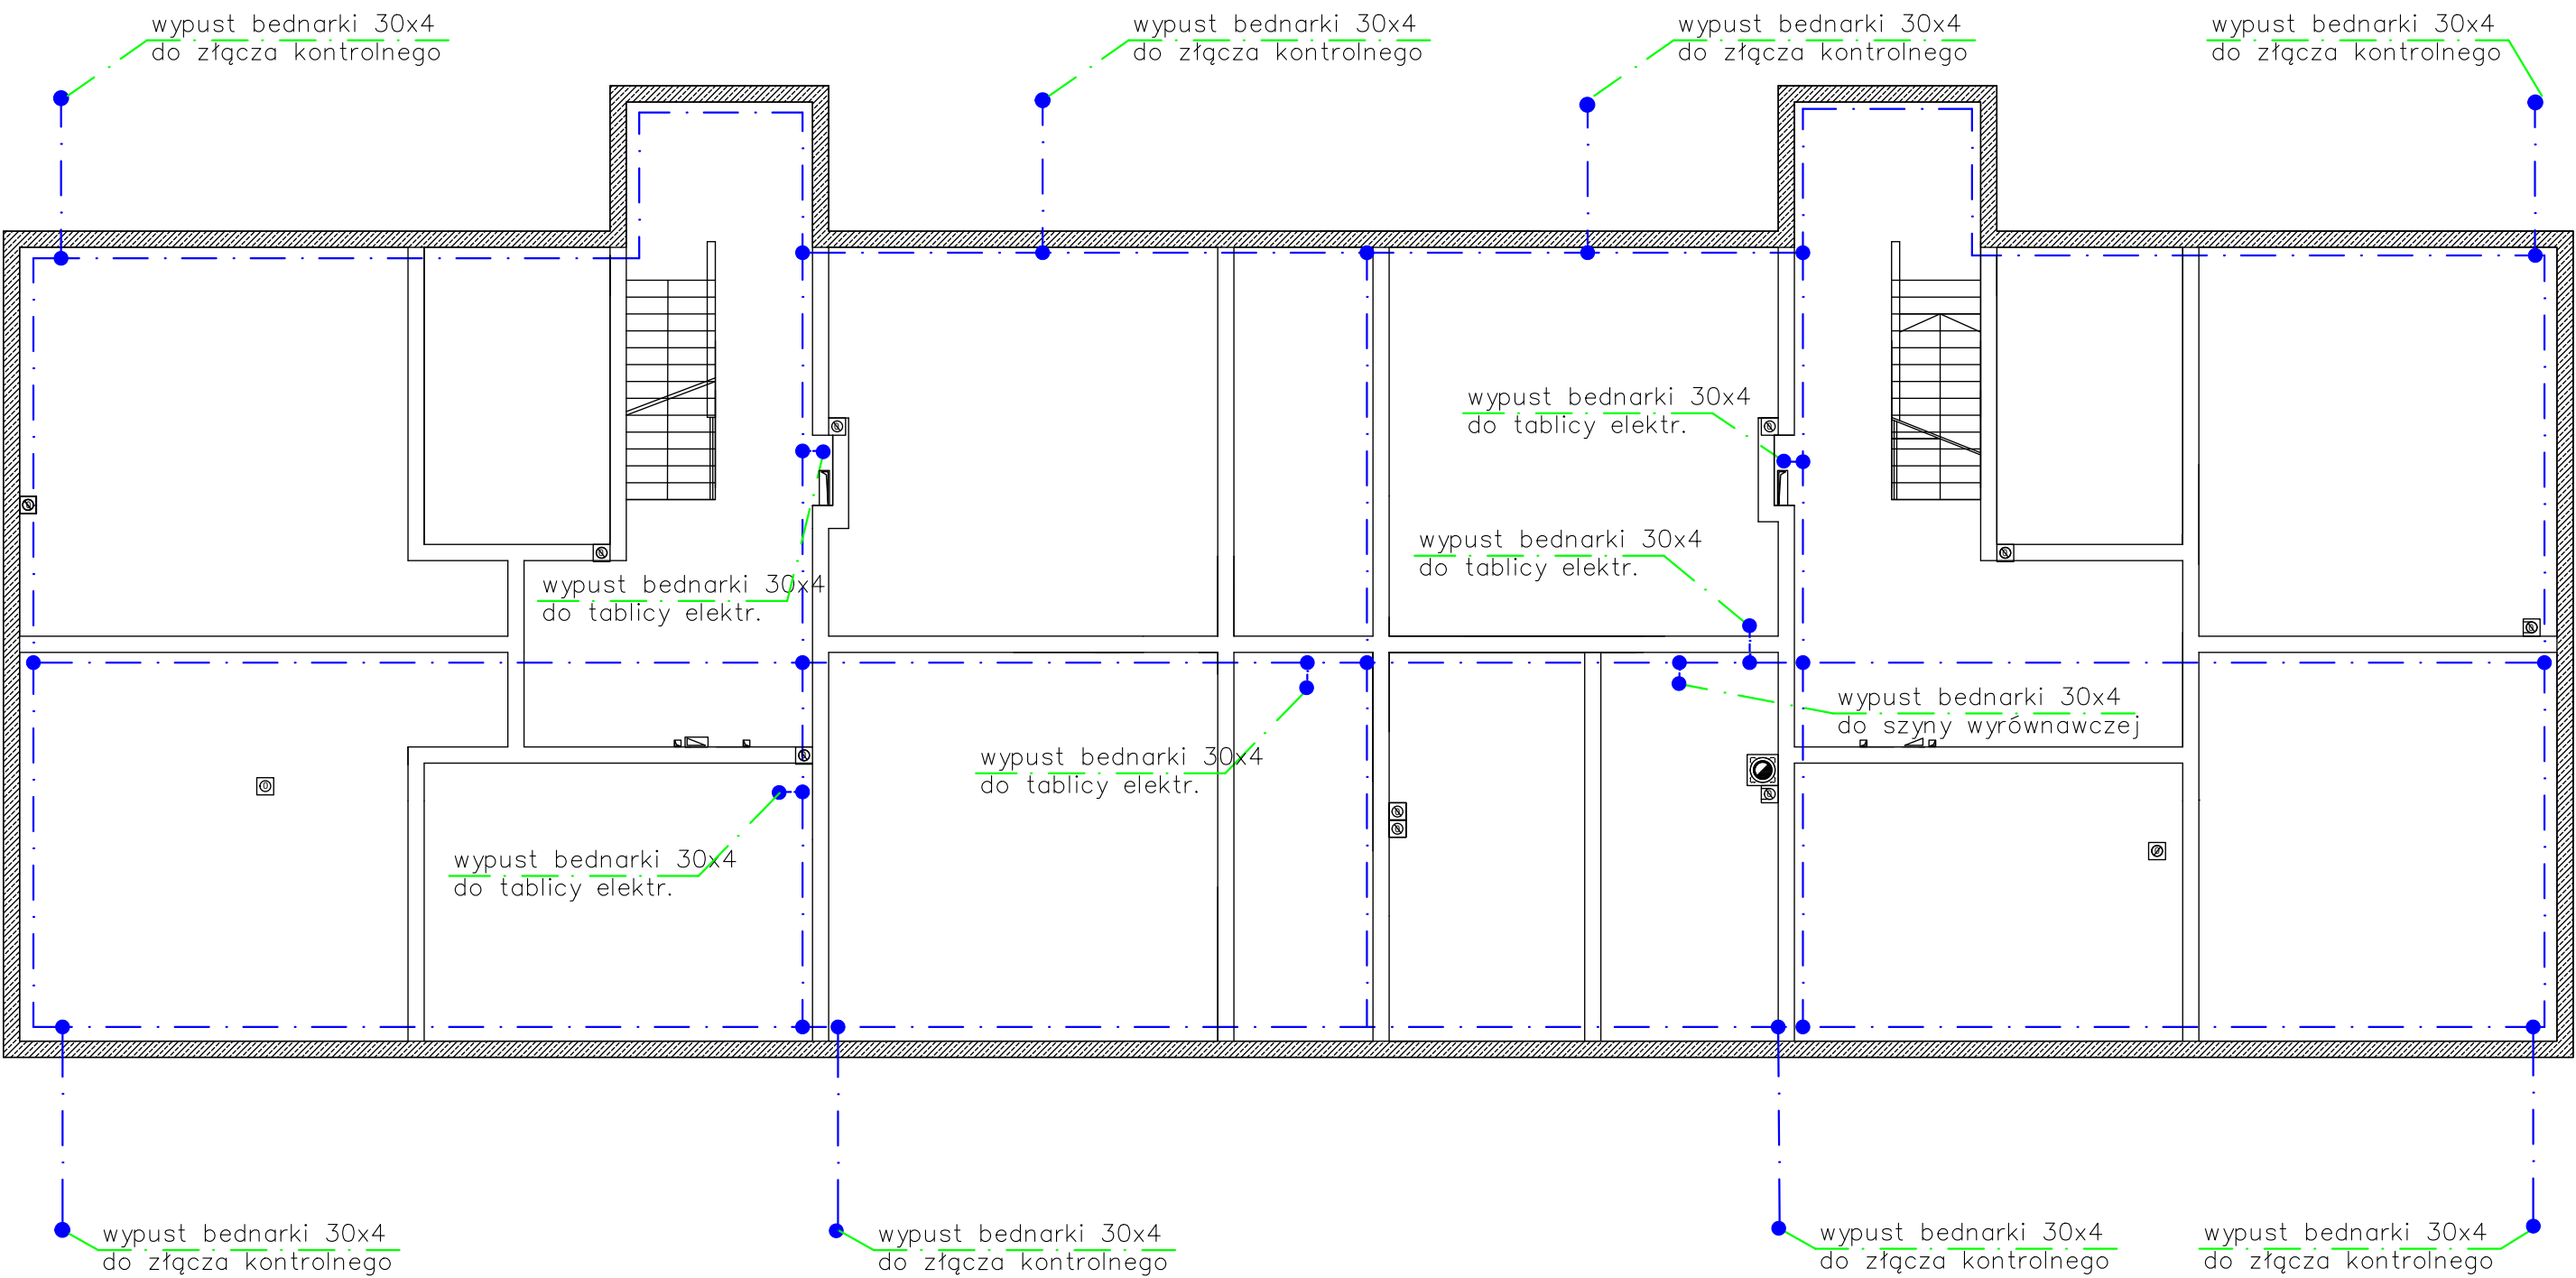 wypust bednarki 30x4
do złącza kontrolnego
wypust bednarki 30x4
do złącza kontrolnego
wypust bednarki 30x4
do złącza kontrolnego
wypust bednarki 30x4
do złącza kontrolnego
wypust bednarki 30x4
do tablicy elektr.
wypust bednarki 30x4
do tablicy elektr.
wypust bednarki 30x4
do tablicy elektr.
wypust bednarki 30x4
do szyny wyrównawczej
wypust bednarki 30x4
do tablicy elektr.
wypust bednarki 30x4
do tablicy elektr.
wypust bednarki 30x4
do złącza kontrolnego
wypust bednarki 30x4
do złącza kontrolnego
wypust bednarki 30x4
do złącza kontrolnego
wypust bednarki 30x4
do złącza kontrolnego